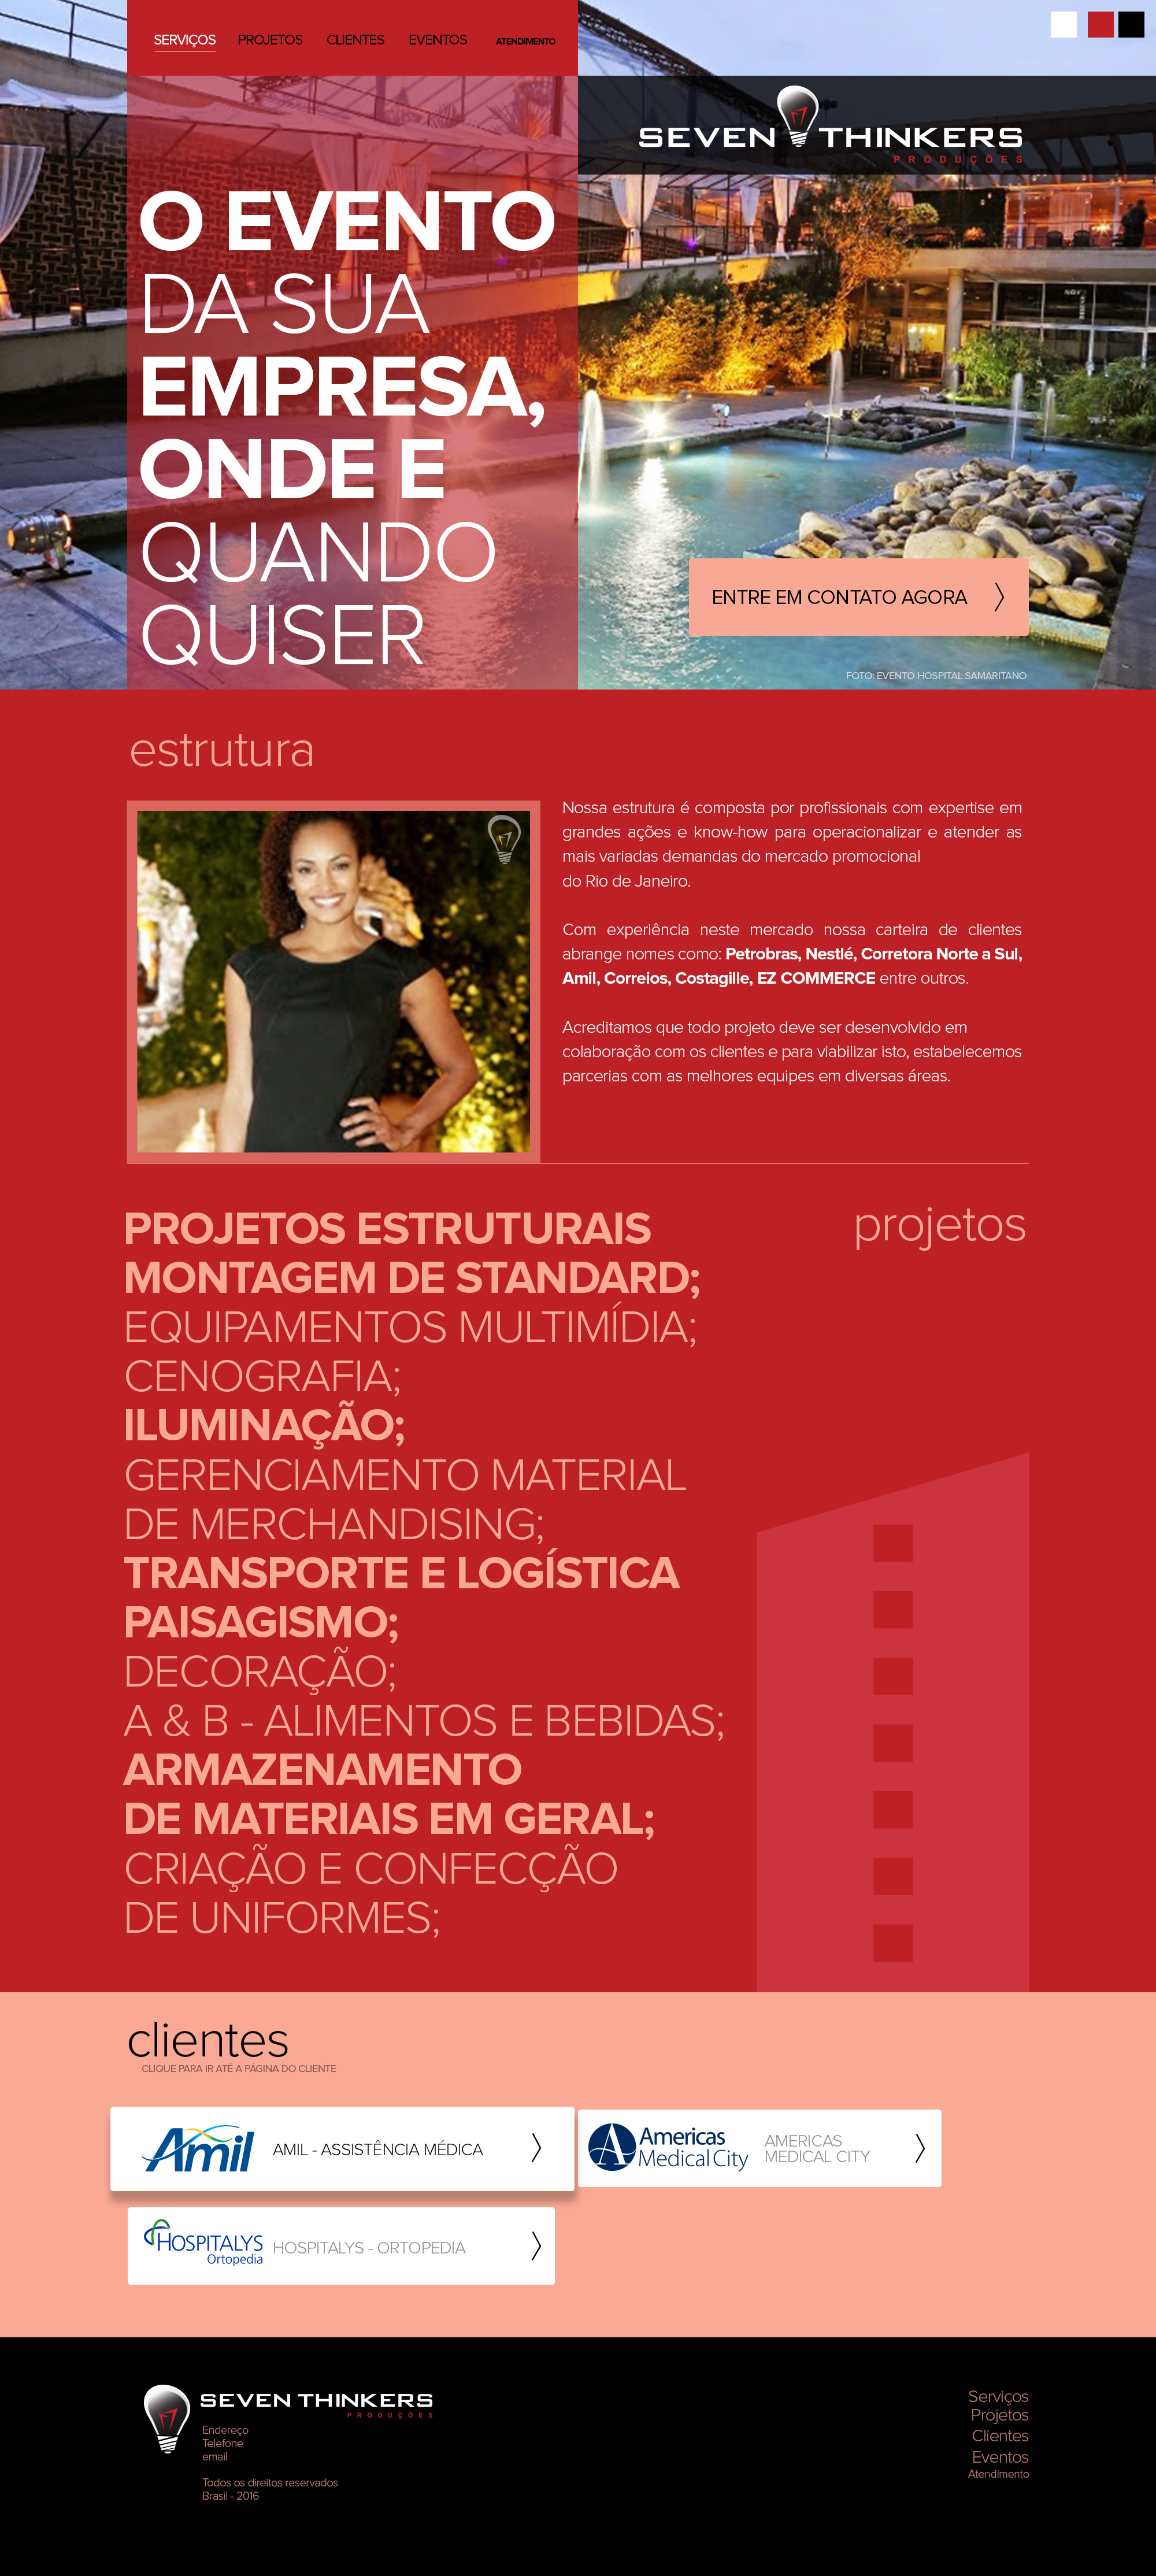 SERVIÇOS PROJETOS CLIENTES EVENTOS ATENDIMENTO
SEVEN THINKERS
PRODUÇÕES
O EVENTO
DA SUA
EMPRESA,
ONDE E
QUANDO
QUISER
ENTRE EM CONTATO AGORA
FOTO: EVENTO HOSPITAL SAMARITANO
estrutura
Nossa estrutura é composta por profissionais com expertise em
grandes ações e know-how para operacionalizar e atender as
mais variadas demandas do mercado promocional
do Rio de Janeiro.
Com experiência neste mercado nossa carteira de clientes
abrange nomes como: Petrobras, Nestlé, Corretora Norte a Sul,
Amil, Correios, Costagille, EZ COMMERCE entre outros.
Acreditamos que todo projeto deve ser desenvolvido em
colaboração com os clientes e para viabilizar isto, estabelecemos
parcerias com as melhores equipes em diversas áreas.
projetos
PROJETOS ESTRUTURAIS
MONTAGEM DE STANDARD;
EQUIPAMENTOS MULTIMÍDIA;
CENOGRAFIA;
ILUMINAÇÃO;
GERENCIAMENTO MATERIAL
DE MERCHANDISING;
TRANSPORTE E LOGÍSTICA
PAISAGISMO;
DECORAÇÃO;
A & B - ALIMENTOS E BEBIDAS;
ARMAZENAMENTO
DE MATERIAIS EM GERAL;
CRIAÇÃO E CONFECÇÃO
DE UNIFORMES;
clientes
CLIQUE PARA IR ATÉ A PÁGINA DO CLIENTE
Amil
AMIL - ASSISTÊNCIA MÉDICA
Americas
Medical City
AMERICAS
MEDICAL CITY
HOSPITALYS
Ortopedia
HOSPITALYS - ORTOPEDIA
SEVEN THINKERS
PRODUÇÕES
Endereço
Telefone
email
Todos os direitos reservados
Brasil - 2016
Serviços
Projetos
Clientes
Eventos
Atendimento